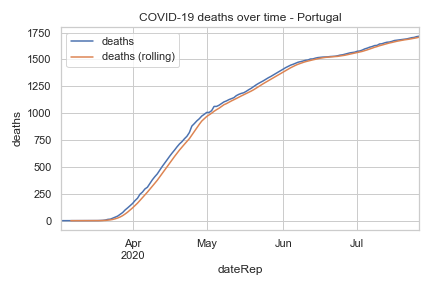 COVID-19 deaths over time - Portugal
deaths
deaths (rolling)
1750
1500
1250
1000
750
500
250
0
deaths
Apr
2020
May
Jun
Jul
dateRep